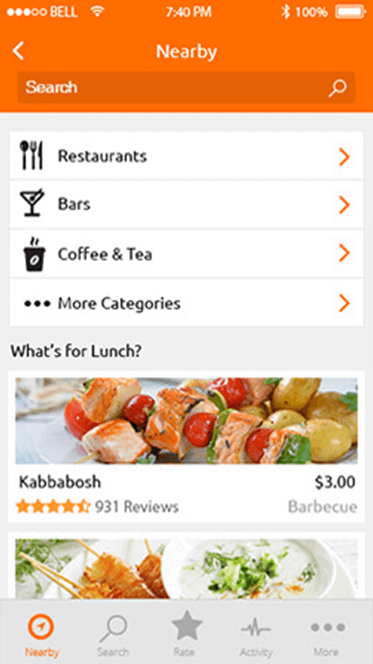 BELL 7:40 PM 100%
Nearby
Search
Restaurants
Bars
Coffee & Tea
More Categories
What's for Lunch?
Kabbabosh $3.00
931 Reviews Barbecue
Nearby Search Rate Activity More